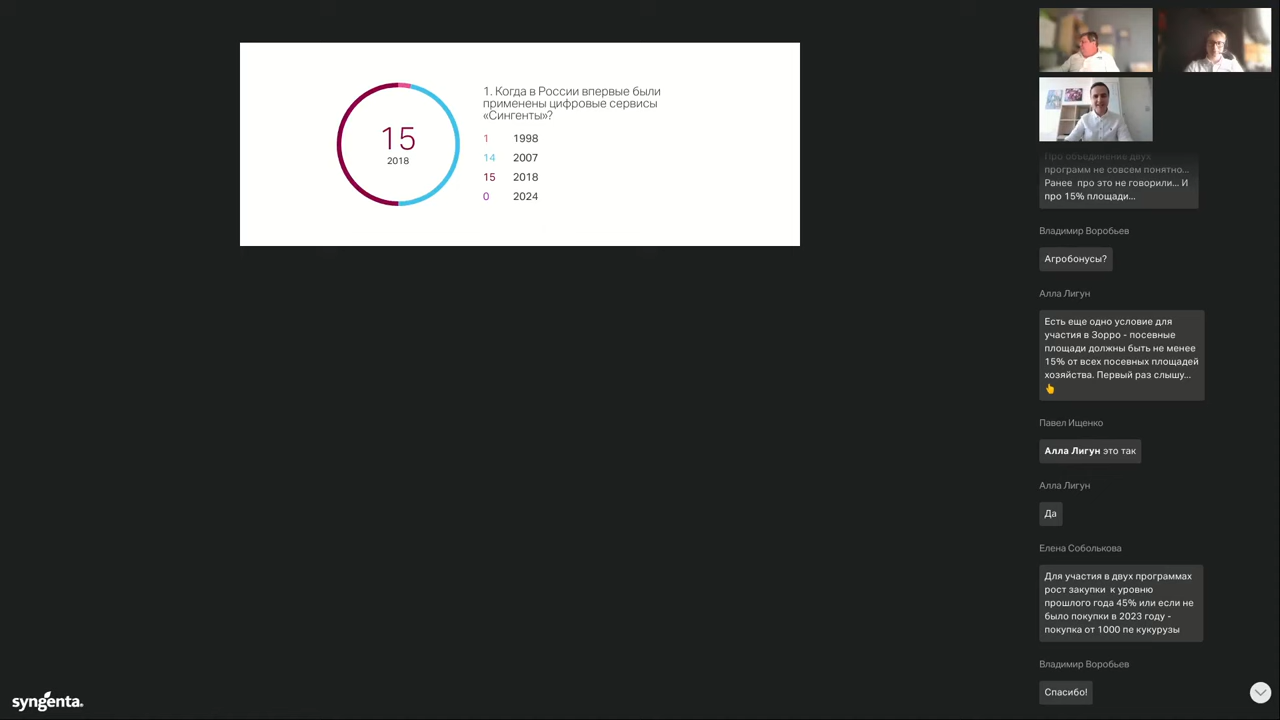 15
2018
1. Когда в России впервые были
применены цифровые сервисы
«Сингенты»?
1 1998
14 2007
15 2018
0 2024
Про объединение двух
программ не совсем понятно...
Ранее про это не говорили... И
про 15% площади...
Владимир Воробьев
Агробонусы?
Алла Лигун
Есть еще одно условие для
участия в Зорро - посевные
площади должны быть не менее
15% от всех посевных площадей
хозяйства. Первый раз слышу...
👆
Павел Ищенко
Алла Лигун это так
Алла Лигун
Да
Елена Соболькова
Для участия в двух программах
рост закупки к уровню
прошлого года 45% или если не
было покупки в 2023 году -
покупка от 1000 пе кукурузы
Владимир Воробьев
Спасибо!
syngenta.